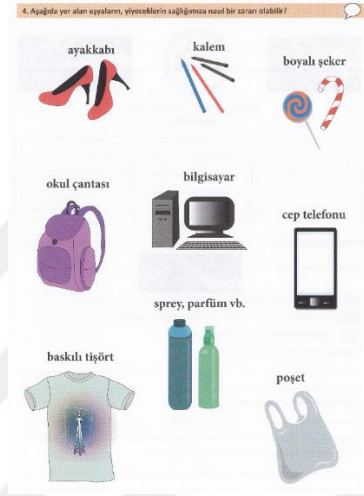 4. Aşağıda yer alan eşyaların, yiyeceklerin sağlığımıza nasıl bir zararı olabilir?
ayakkabı
kalem
boyalı şeker
okul çantası
bilgisayar
cep telefonu
sprey, parfüm vb.
baskılı tişört
poşet